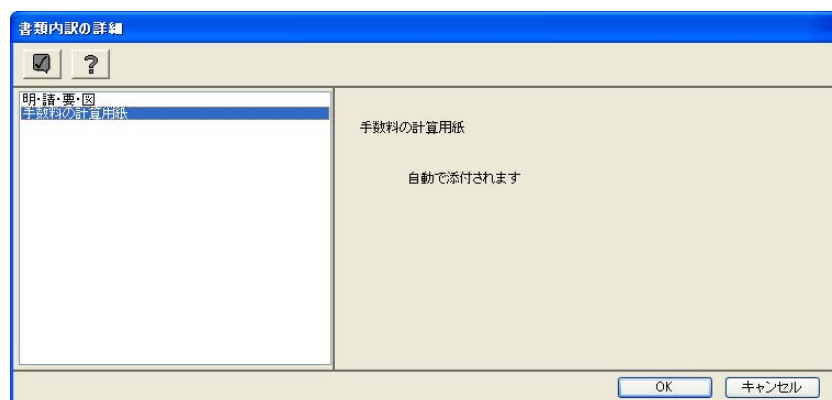 書類内訳の詳細
?
明・請・要・図
手数料の計算用紙
手数料の計算用紙
自動で添付されます
OK
キャンセル